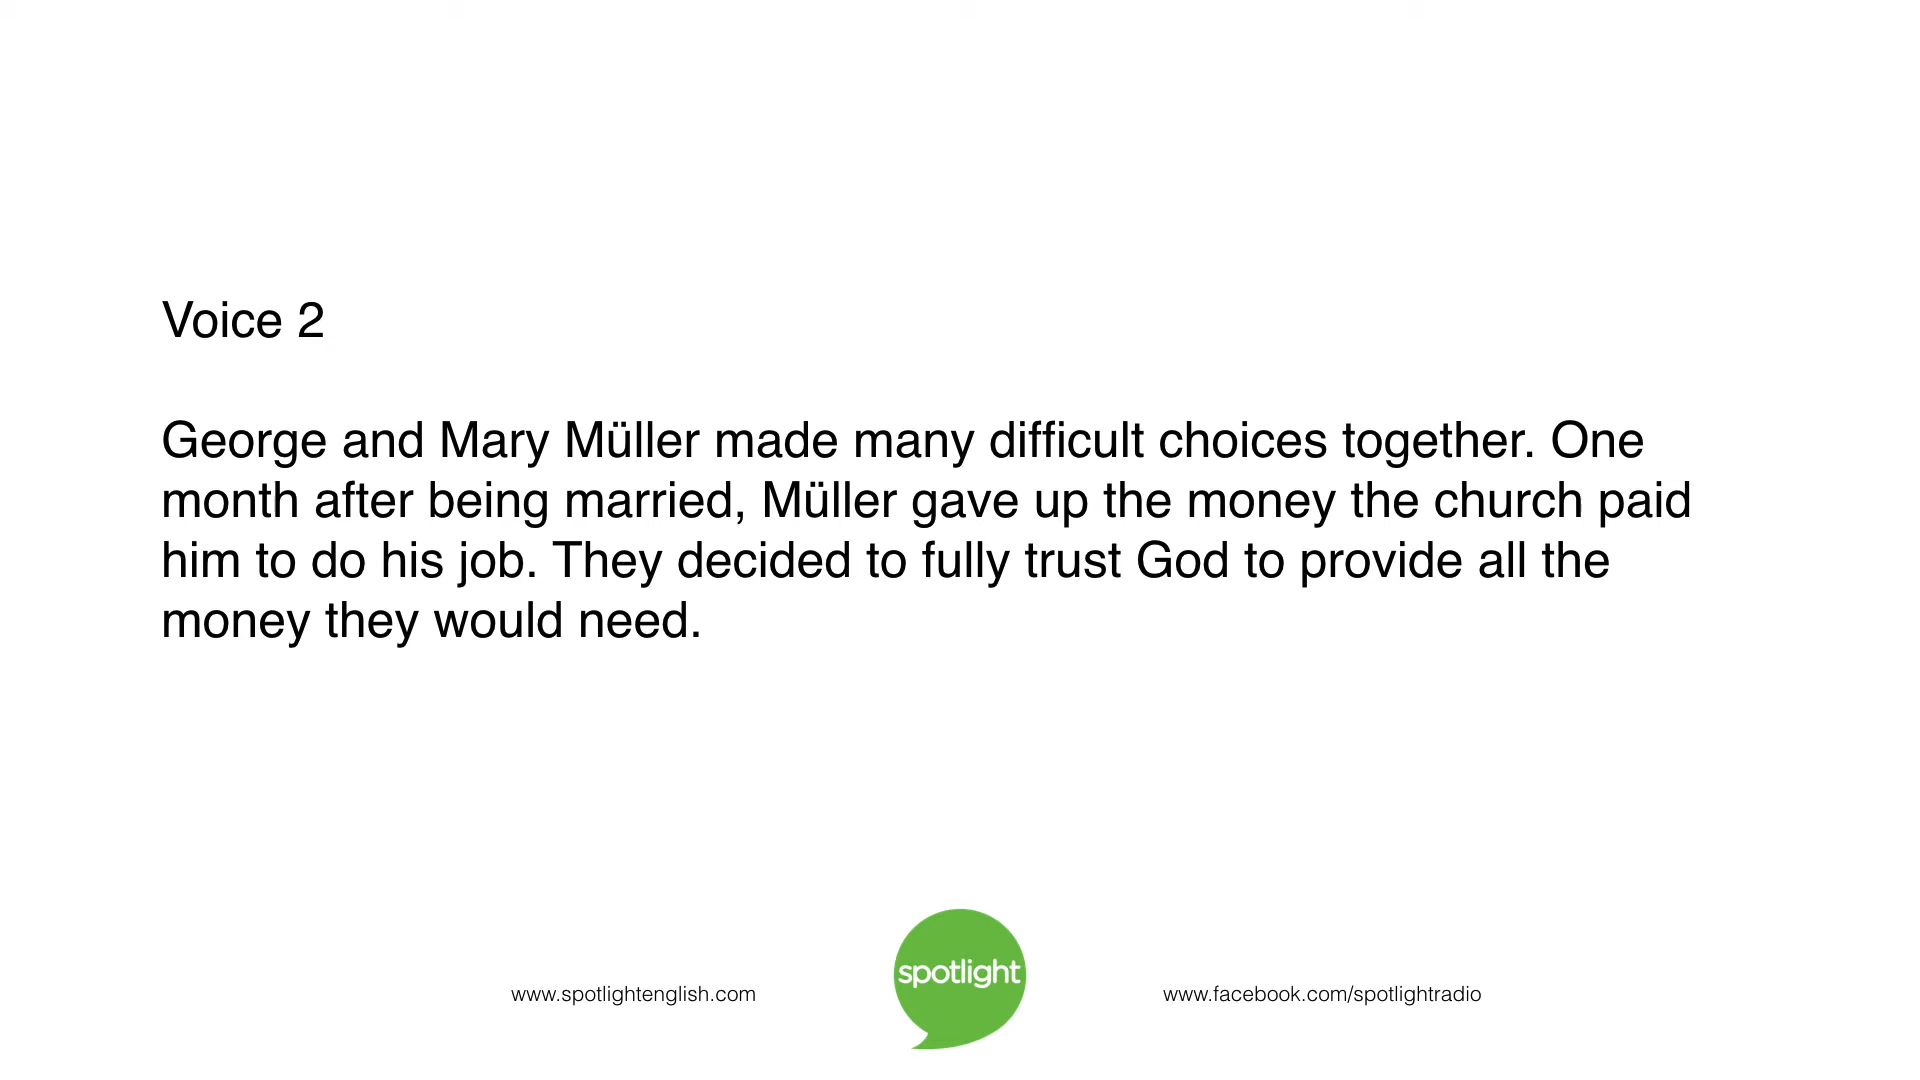 Voice 2
George and Mary Müller made many difficult choices together. One
month after being married, Müller gave up the money the church paid
him to do his job. They decided to fully trust God to provide all the
money they would need.
spotlight
www.spotlightenglish.com
www.facebook.com/spotlightradio